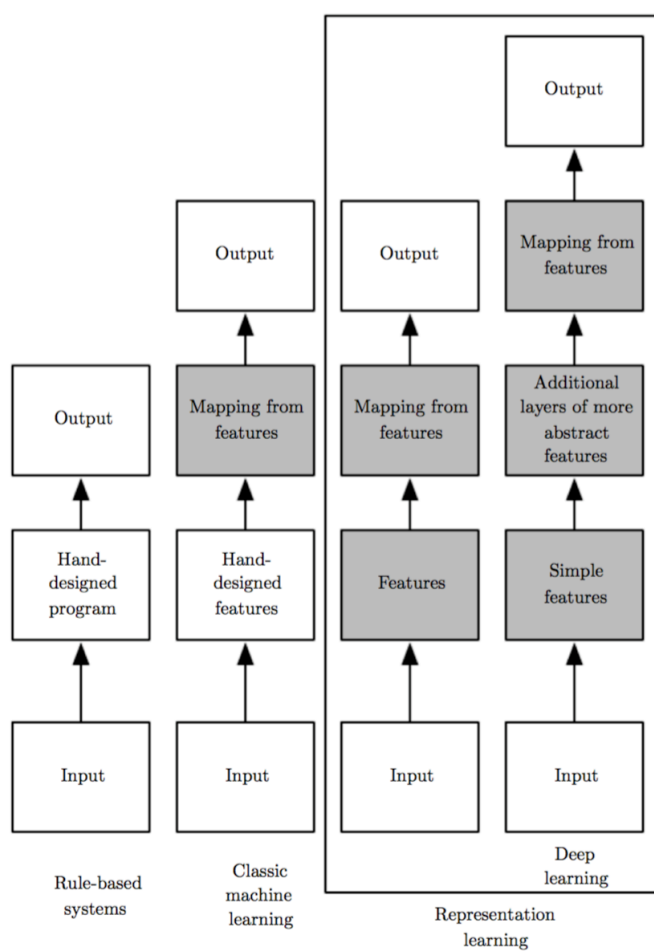 Output
Output
Output
Mapping from
features
Output
Mapping from
features
Mapping from
features
Additional
layers of more
abstract
features
Hand-
designed
program
Hand-
designed
features
Features
Simple
features
Input
Input
Input
Input
Rule-based
systems
Classic
machine
learning
Representation
learning
Deep
learning